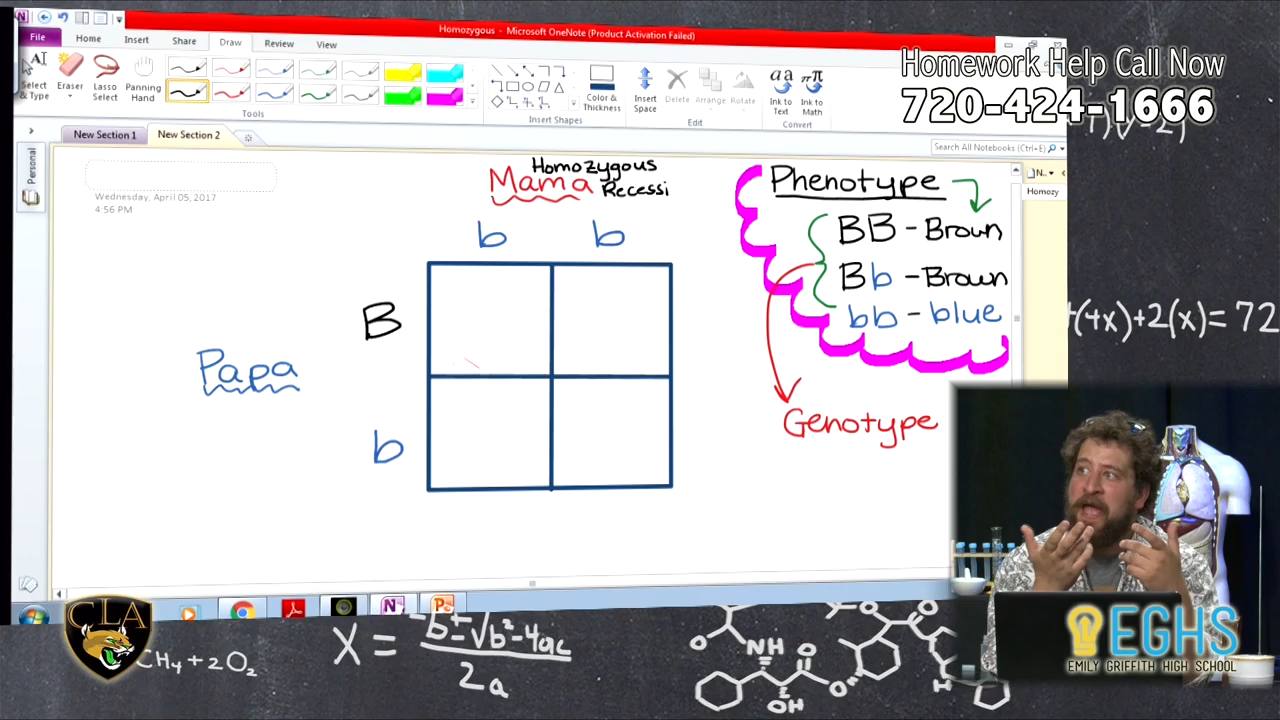 Homozygous - Microsoft OneNote (Product Activation Failed)
File Home Insert Share Draw Review View
Select & Type
Eraser
Lasso Select
Panning Hand
Color & Thickness
Insert Space
Delete
Arrange
Rotate
Ink to Text
Ink to Math
Tools
Insert Shapes
Edit
Convert
Homework Help Call Now
720-424-1666
New Section 1
New Section 2
Search All Notebooks (Ctrl+E)
Personal
N..
Homozy
Wednesday, April 05, 2017
4:56 PM
Homozygous
Mama Recessi
b b
B
Papa
b
Phenotype
BB - Brown
Bb - Brown
bb - blue
Genotype
+(4x)+2(x)=72
CLA
CH4 + 2O2
X = -b±√b²-4ac
2a
NH
O
O
O
O
OH
H
EGHS
EMILY GRIFFITH HIGH SCHOOL